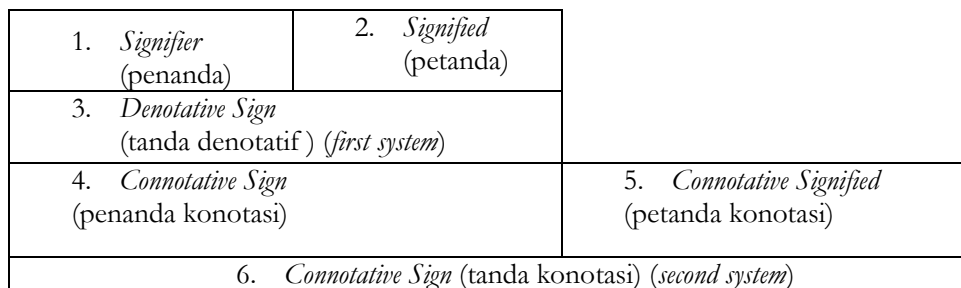 1. Signifier
(penanda)
2. Signified
(petanda)
3. Denotative Sign
(tanda denotatif ) (first system)
4. Connotative Sign
(penanda konotasi)
5. Connotative Signified
(petanda konotasi)
6. Connotative Sign (tanda konotasi) (second system)